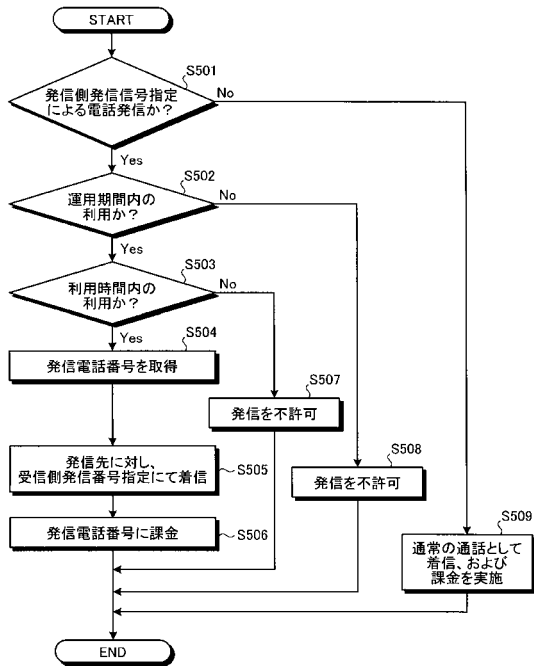 START
S501
発信側発信信号指定
による電話発信か?
No
Yes
S502
運用期間内の
利用か?
No
Yes
S503
利用時間内の
利用か?
No
Yes
S504
発信電話番号を取得
S507
発信を不許可
発信先に対し、
受信側発信番号指定にて着信
S505
S508
発信を不許可
発信電話番号に課金
S506
S509
通常の通話として
着信、および
課金を実施
END